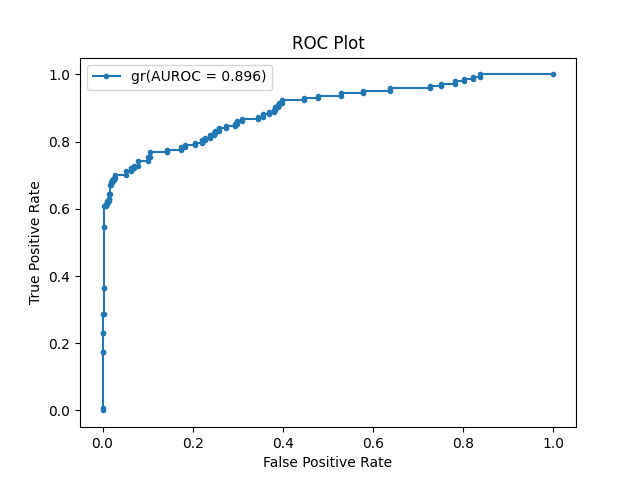 ROC Plot
gr(AUROC = 0.896)
1.0
0.8
0.6
0.4
0.2
0.0
True Positive Rate
0.0 0.2 0.4 0.6 0.8 1.0
False Positive Rate